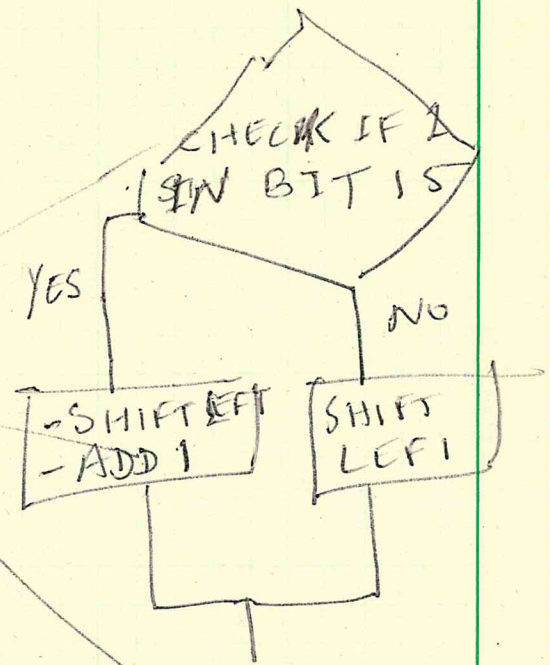 CHECK IF 1
IN BIT 15
YES
NO
- SHIFT LEFT
- ADD 1
SHIFT
LEFT